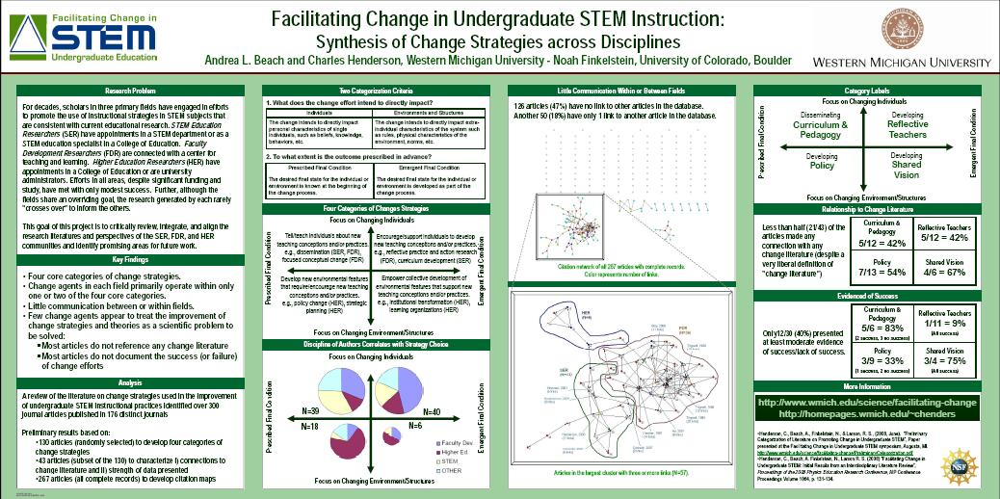 Facilitating Change in
STEM
Undergraduate Education
Facilitating Change in Undergraduate STEM Instruction:
Synthesis of Change Strategies across Disciplines
Andrea L. Beach and Charles Henderson, Western Michigan University - Noah Finkelstein, University of Colorado, Boulder
WESTERN MICHIGAN UNIVERSITY
Research Problem
For decades, scholars in three primary fields have engaged in efforts
to promote the use of instructional strategies in STEM subjects that
are consistent with current educational research. STEM Education
Researchers (SER) have appointments in a STEM department or as a
STEM education specialist in a College of Education. Faculty
Development Researchers (FDR) are connected with a center for
teaching and learning. Higher Education Researchers (HER) have
appointments in a College of Education or are university
administrators. Efforts in all areas, despite significant funding and
study, have met with only modest success. Further, although the
fields share an overriding goal, the research generated by each rarely
"crosses over" to inform the others.
This goal of this project is to critically review, integrate, and align the
research literatures and perspectives of the SER, FDR, and HER
communities and identify promising areas for future work.
Key Findings
• Four core categories of change strategies.
• Change agents in each field primarily operate within only
one or two of the four core categories.
• Little communication between or within fields.
• Few change agents appear to treat the improvement of
change strategies and theories as a scientific problem to
be solved:
▪Most articles do not reference any change literature
▪Most articles do not document the success (or failure)
of change efforts
Analysis
A review of the literature on change strategies used in the improvement
of undergraduate STEM instructional practices identified over 300
journal articles published in 176 distinct journals
Preliminary results based on:
•130 articles (randomly selected) to develop four categories of
change strategies
•43 articles (subset of the 130) to characterize i) connections to
change literature and ii) strength of data presented
•267 articles (all complete records) to develop citation maps
Two Categorization Criteria
1. What does the change effort intend to directly impact?
Individuals
Environments and Structures
The change intends to directly impact
personal characteristics of single
individuals, such as beliefs, knowledge,
behaviors, etc.
The change intends to directly impact extra-
individual characteristics of the system such
as rules, physical characteristics of the
environment, norms, etc.
2. To what extent is the outcome prescribed in advance?
Prescribed Final Condition
Emergent Final Condition
The desired final state for the individual or
environment is known at the beginning of
the change process.
The desired final state for the individual or
environment is developed as part of the
change process.
Four Categories of Changes Strategies
Focus on Changing Individuals
Prescribed Final Condition
Tell/teach individuals about new
teaching conceptions and/or practices.
e.g., dissemination (SER, FDR),
focused conceptual change (FDR)
Encourage/support individuals to develop
new teaching conceptions and/or practices.
e.g., reflective practice and action research
(FDR), curriculum development (SER)
Develop new environmental features
that require/encourage new teaching
conceptions and/or practices.
e.g., policy change (HER), strategic
planning (HER)
Empower collective development of
environmental features that support new
teaching conceptions and/or practices.
e.g., institutional transformation (HER),
learning organizations (HER)
Emergent Final Condition
Focus on Changing Environment/Structures
Discipline of Authors Correlates with Strategy Choice
Focus on Changing Individuals
Prescribed Final Condition
N=39
N=40
N=18
N=6
Emergent Final Condition
Faculty Dev.
Higher Ed.
STEM
OTHER
Focus on Changing Environment/Structures
Little Communication Within or Between Fields
126 articles (47%) have no link to other articles in the database.
Another 50 (18%) have only 1 link to another article in the database.
Citation network of all 267 articles with complete records.
Color represents number of links.
HER
FDR
SER
Articles in the largest cluster with three or more links (N=57).
Category Labels
Focus on Changing Individuals
Prescribed Final Condition
Disseminating
Curriculum &
Pedagogy
Developing
Reflective
Teachers
Developing
Policy
Developing
Shared
Vision
Emergent Final Condition
Focus on Changing Environment/Structures
Relationship to Change Literature
Less than half (21/43) of the
articles made any
connection with any
change literature (despite a
very literal definition of
"change literature")
Curriculum &
Pedagogy
5/12 = 42%
Reflective Teachers
5/12 = 42%
Policy
7/13 = 54%
Shared Vision
4/6 = 67%
Evidenced of Success
Only12/30 (40%) presented
at least moderate evidence
of success/lack of success.
Curriculum &
Pedagogy
5/6 = 83%
(2 success, 3 no success)
Reflective Teachers
1/11 = 9%
(All success)
Policy
3/9 = 33%
(1 success, 2 no success)
Shared Vision
3/4 = 75%
(All success)
More Information
http://www.wmich.edu/science/facilitating-change
http://homepages.wmich.edu/~chenders
•Henderson, C., Beach, A., Finkelstein, N., & Larson, R. S., (2008, June). "Preliminary
Categorization of Literature on Promoting Change in Undergraduate STEM", Paper
presented at the Facilitating Change in Undergraduate STEM symposium, Augusta, MI.
http://www.wmich.edu/science/facilitating-change/PreliminaryCategorization.pdf
•Henderson, C., Beach, A., Finkelstein, N., Larson R. S. (2008) "Facilitating Change in
Undergraduate STEM: Initial Results from an Interdisciplinary Literature Review",
Proceedings of the 2008 Physics Education Research Conference, AIP Conference
Proceedings Volume 1064, p. 131-134.
NSF